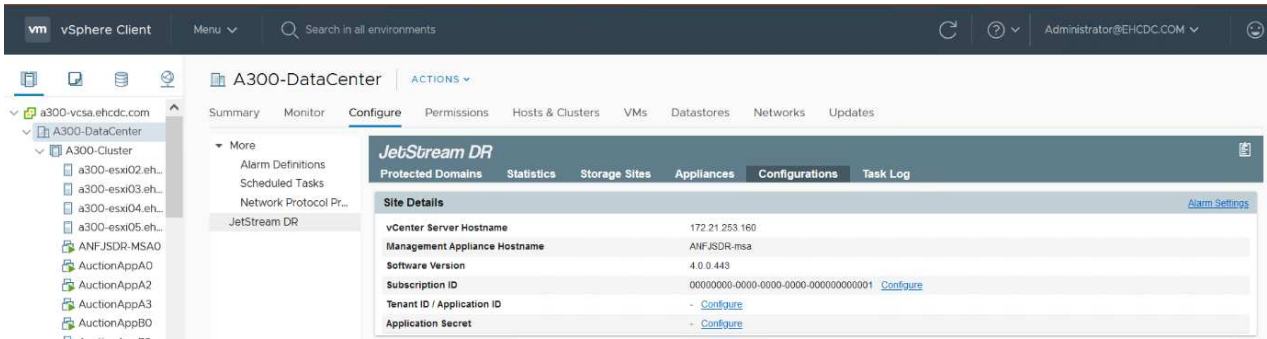 vm vSphere Client Menu Search in all environments Administrator@EHCDC.COM
a300-vcsa.ehcdc.com
A300-DataCenter
A300-Cluster
a300-esxi02.eh...
a300-esxi03.eh...
a300-esxi04.eh...
a300-esxi05.eh...
ANFJSDR-MSA0
AuctionAppA0
AuctionAppA2
AuctionAppA3
AuctionAppB0
A300-DataCenter ACTIONS
Summary Monitor Configure Permissions Hosts & Clusters VMs Datastores Networks Updates
More
Alarm Definitions
Scheduled Tasks
Network Protocol Pr...
JetStream DR
JetStream DR
Protected Domains Statistics Storage Sites Appliances Configurations Task Log
Site Details Alarm Settings
vCenter Server Hostname 172.21.253.160
Management Appliance Hostname ANFJSDR-msa
Software Version 4.0.0.443
Subscription ID 00000000-0000-0000-0000-000000000001 Configure
Tenant ID / Application ID - Configure
Application Secret - Configure